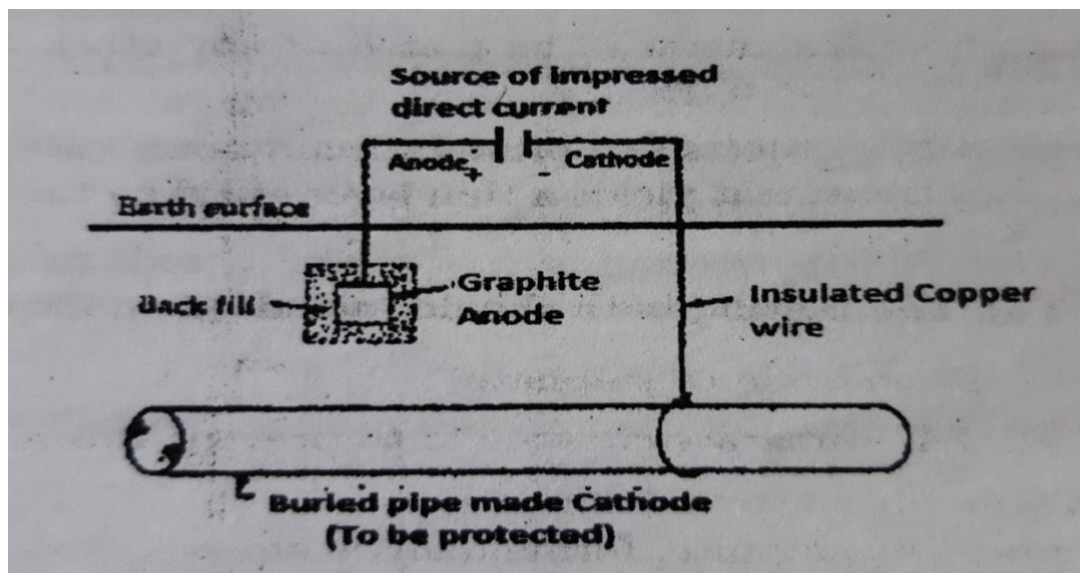 Source of impressed
direct current
Anode + - Cathode
Earth surface
Back fill
Graphite
Anode
Insulated Copper
wire
Buried pipe made Cathode
(To be protected)